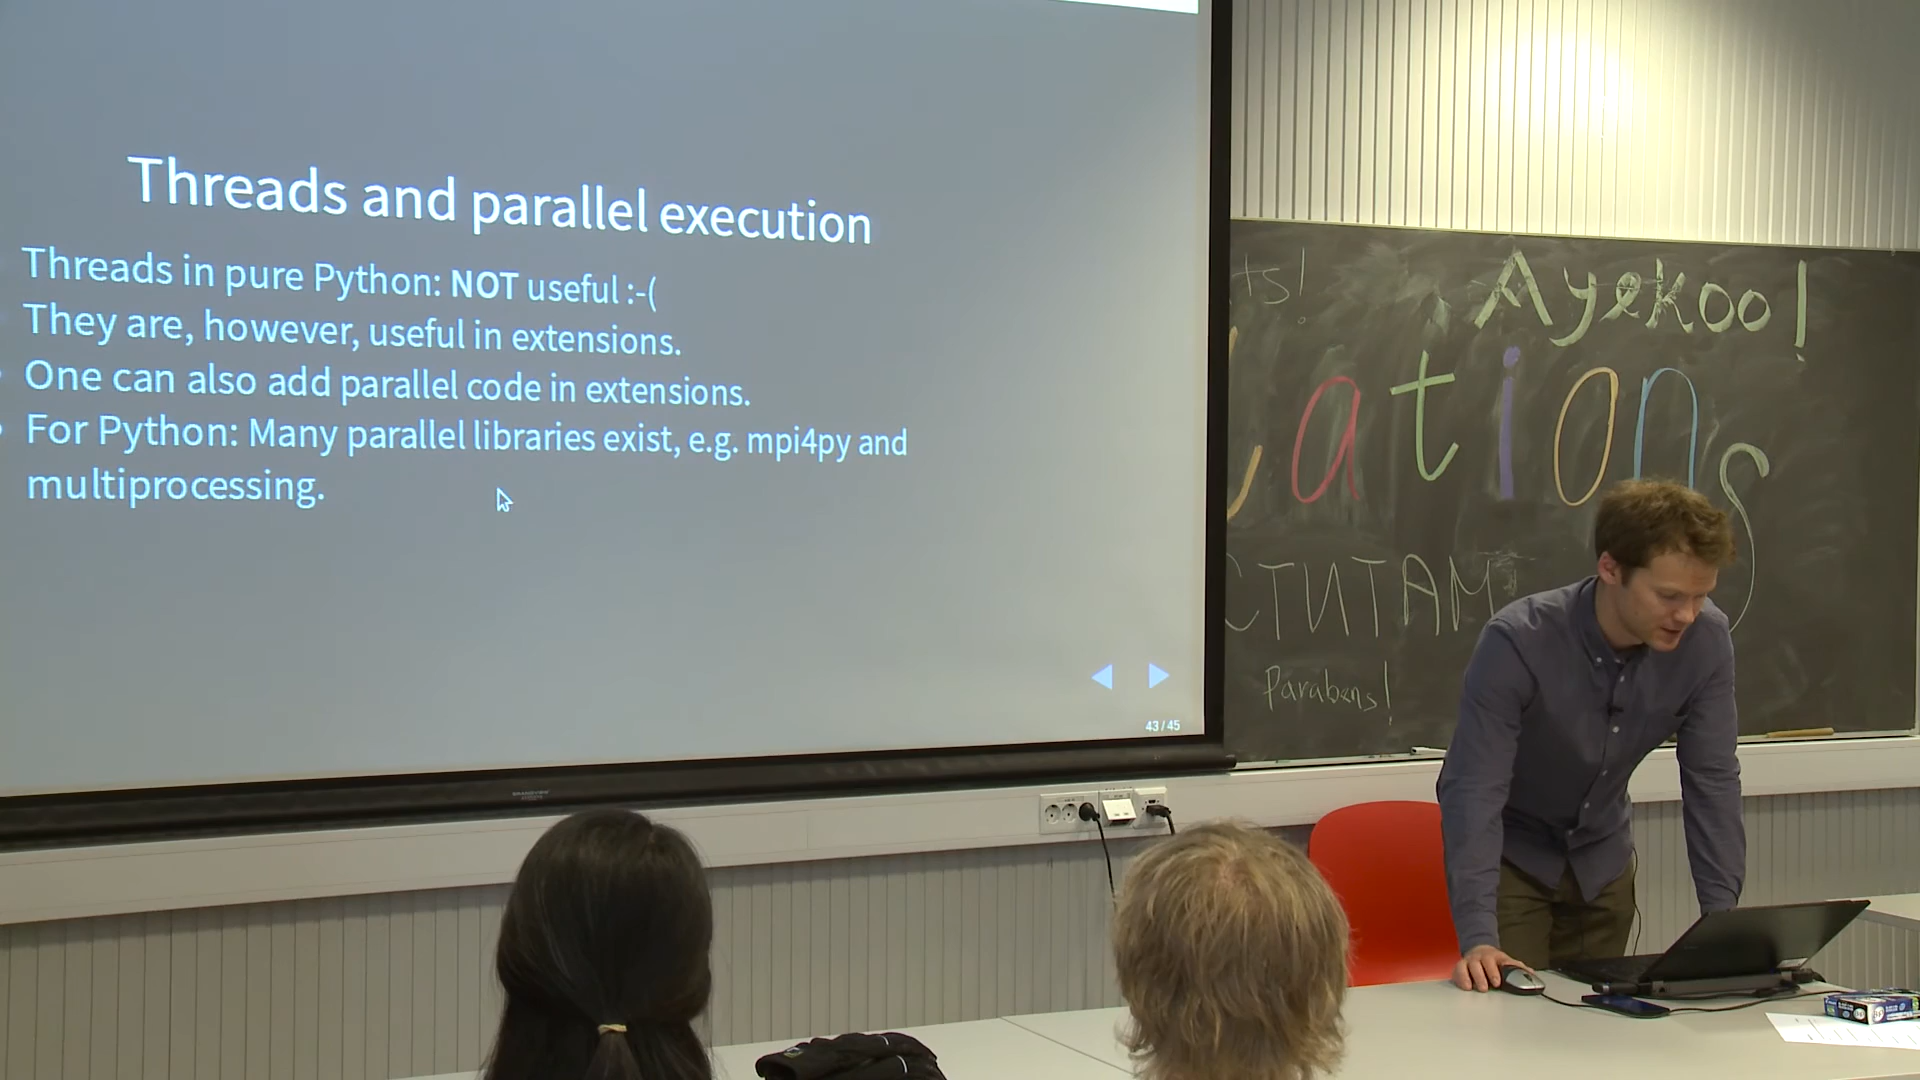 Threads and parallel execution
Threads in pure Python: NOT useful :-(
They are, however, useful in extensions.
One can also add parallel code in extensions.
For Python: Many parallel libraries exist, e.g. mpi4py and
multiprocessing.
43 / 45
ts!
Ayekoo!
ations
СТИТАМ
Parabens!